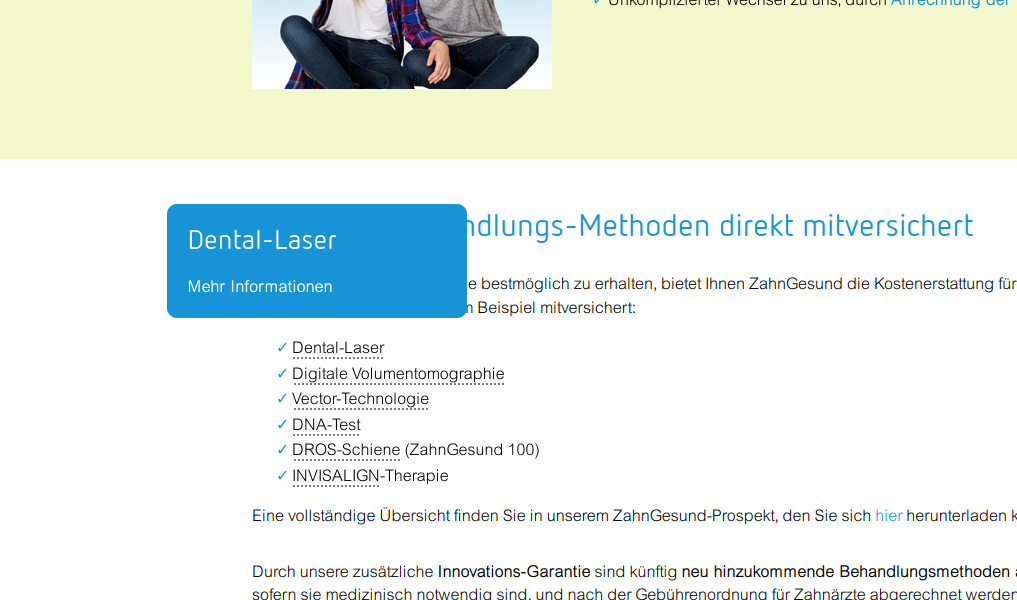 ✓ Unkomplizierter Wechsel zu uns, durch Anrechnung der
Dental-Laser
ndlungs-Methoden direkt mitversichert
Mehr Informationen
e bestmöglich zu erhalten, bietet Ihnen ZahnGesund die Kostenerstattung für
Beispiel mitversichert:
✓ Dental-Laser
✓ Digitale Volumentomographie
✓ Vector-Technologie
✓ DNA-Test
✓ DROS-Schiene (ZahnGesund 100)
✓ INVISALIGN-Therapie
Eine vollständige Übersicht finden Sie in unserem ZahnGesund-Prospekt, den Sie sich hier herunterladen k
Durch unsere zusätzliche Innovations-Garantie sind künftig neu hinzukommende Behandlungsmethoden a
sofern sie medizinisch notwendig sind, und nach der Gebührenordnung für Zahnärzte abgerechnet werden